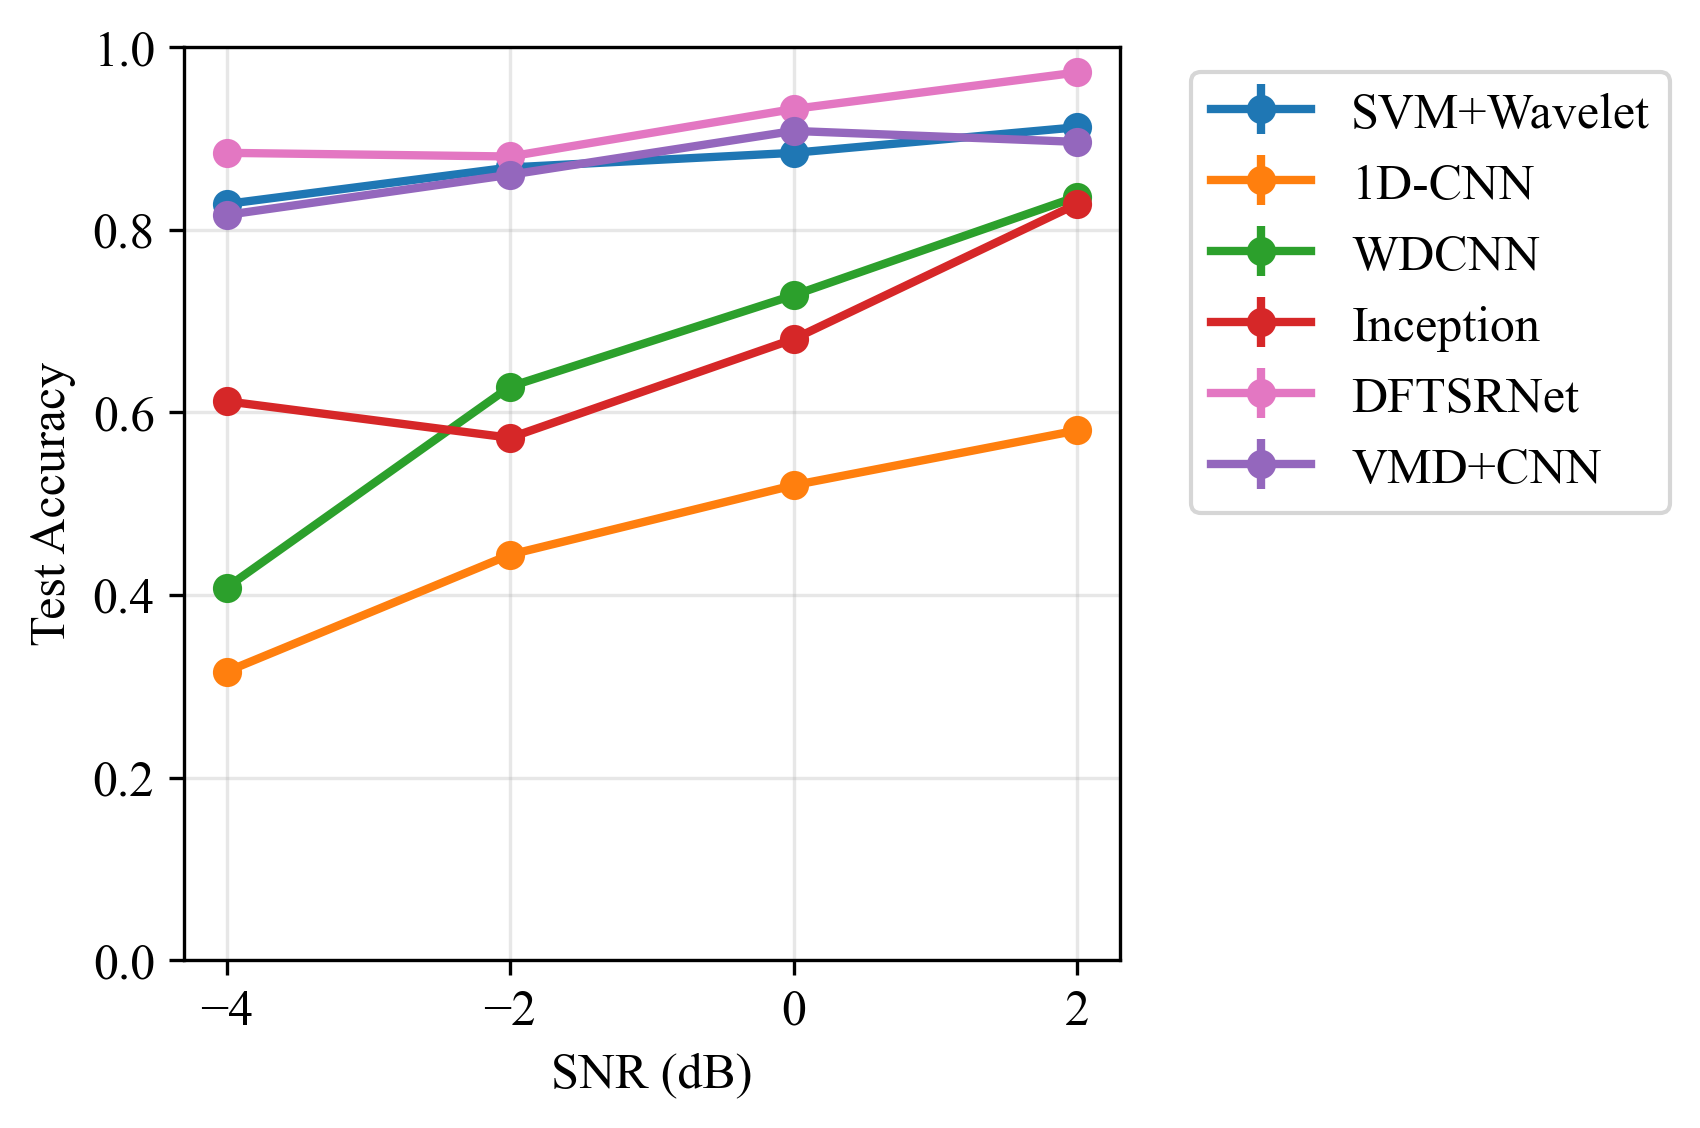 1.0
0.8
0.6
0.4
0.2
0.0
Test Accuracy
−4
−2
0
2
SNR (dB)
SVM+Wavelet
1D-CNN
WDCNN
Inception
DFTSRNet
VMD+CNN